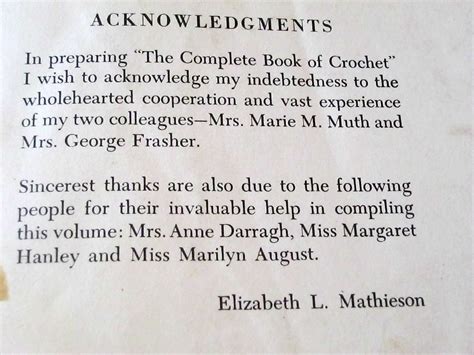 ACKNOWLEDGMENTS
In preparing "The Complete Book of Crochet"
I wish to acknowledge my indebtedness to the
wholehearted cooperation and vast experience
of my two colleagues—Mrs. Marie M. Muth and
Mrs. George Frasher.
Sincerest thanks are also due to the following
people for their invaluable help in compiling
this volume: Mrs. Anne Darragh, Miss Margaret
Hanley and Miss Marilyn August.
Elizabeth L. Mathieson